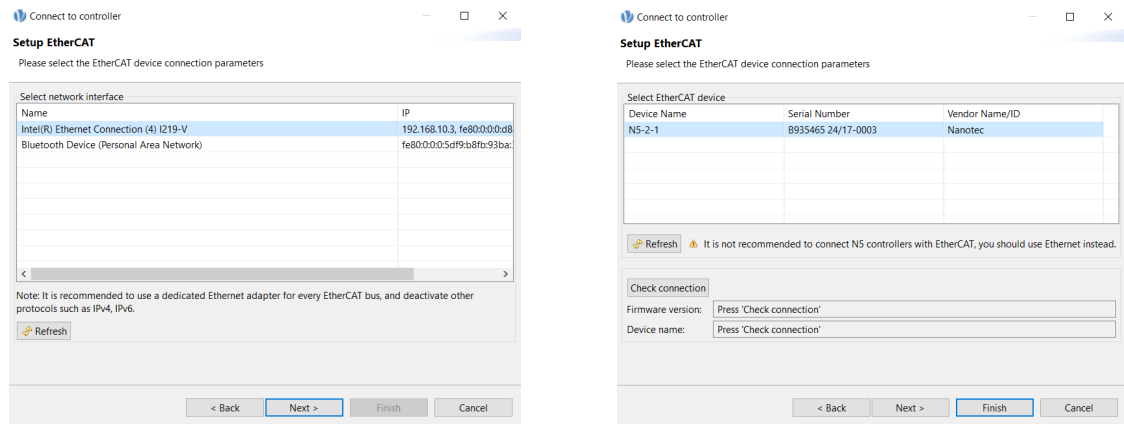 Connect to controller
Setup EtherCAT
Please select the EtherCAT device connection parameters
Select network interface
Name IP
Intel(R) Ethernet Connection (4) I219-V 192.168.10.3, fe80:0:0:0:d8
Bluetooth Device (Personal Area Network) fe80:0:0:0:5df9:b8fb:93ba:
Note: It is recommended to use a dedicated Ethernet adapter for every EtherCAT bus, and deactivate other
protocols such as IPv4, IPv6.
Refresh
< Back Next > Finish Cancel
Connect to controller
Setup EtherCAT
Please select the EtherCAT device connection parameters
Select EtherCAT device
Device Name Serial Number Vendor Name/ID
N5-2-1 B935465 24/17-0003 Nanotec
Refresh It is not recommended to connect N5 controllers with EtherCAT, you should use Ethernet instead.
Check connection
Firmware version: Press 'Check connection'
Device name: Press 'Check connection'
< Back Next > Finish Cancel